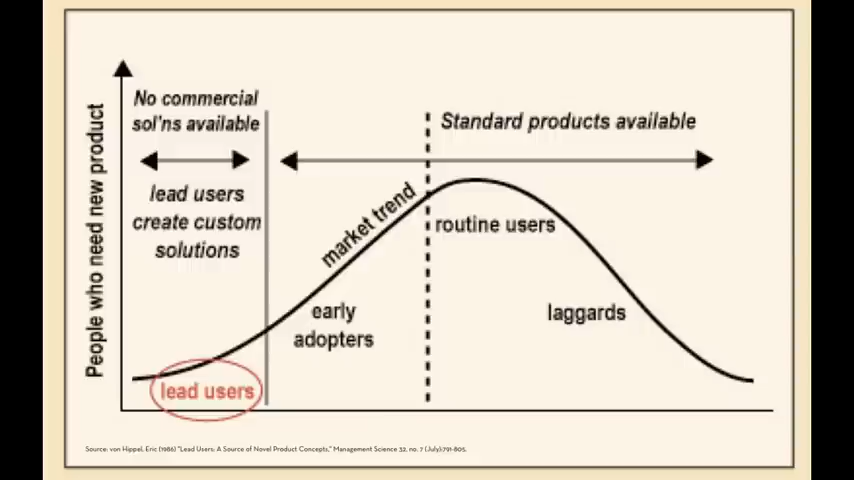 No commercial
sol'ns available
Standard products available
lead users
create custom
solutions
People who need new product
market trend
routine users
early
adopters
laggards
lead users
Source: von Hippel, Eric (1986) "Lead Users: A Source of Novel Product Concepts," Management Science 32, no. 7 (July):791-805.